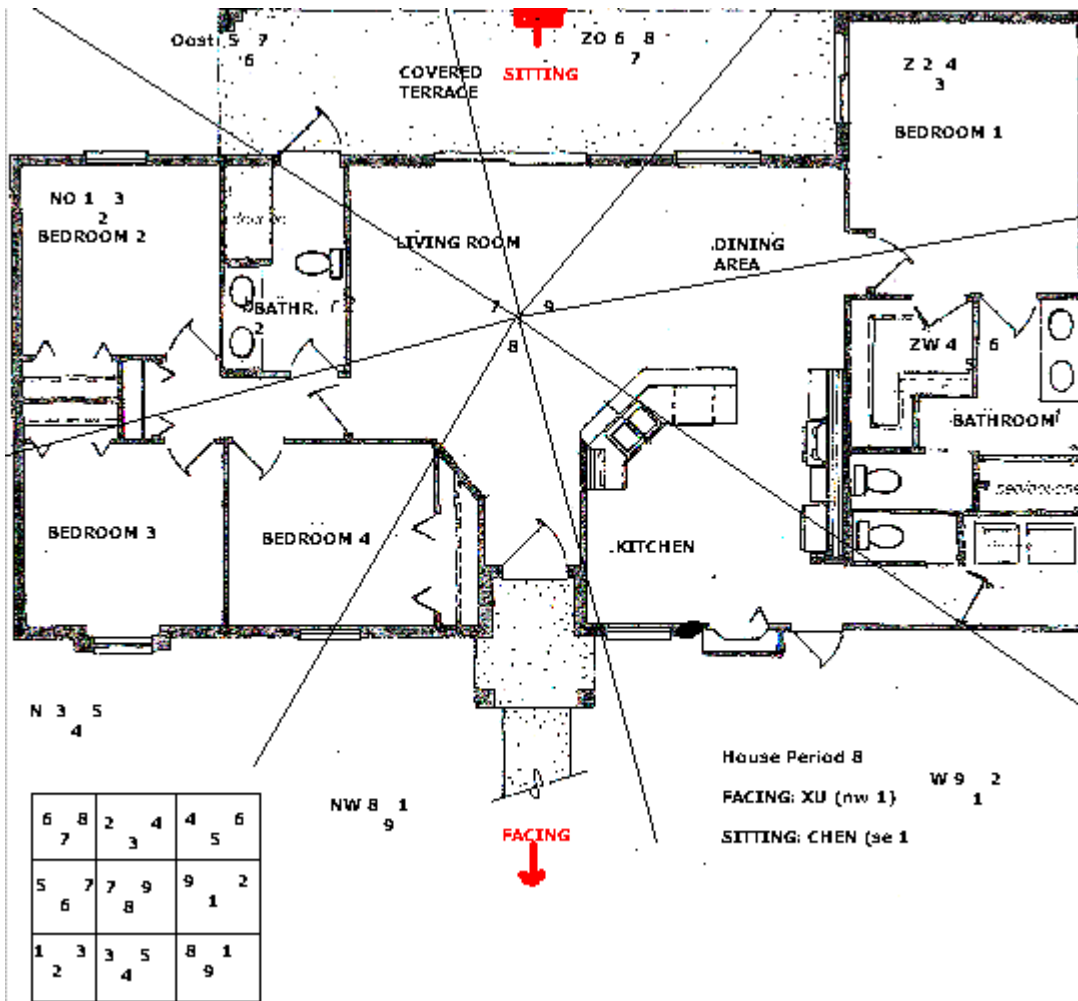 Oost 5 7
6
ZO 6 8
7
COVERED
TERRACE
SITTING
Z 2 4
3
BEDROOM 1
NO 1 3
2
BEDROOM 2
LIVING ROOM
DINING
AREA
BATHR.
2
7 9
8
ZW 4 6
BATHROOM
BEDROOM 3
BEDROOM 4
KITCHEN
N 3 5
4
NW 8 1
9
FACING
House Period 8
FACING: XU (nw 1)
SITTING: CHEN (se 1
W 9 2
1
6 8 2 4 4 6
7 3 5
5 7 7 9 9 2
6 8 1
1 3 3 5 8 1
2 4 9